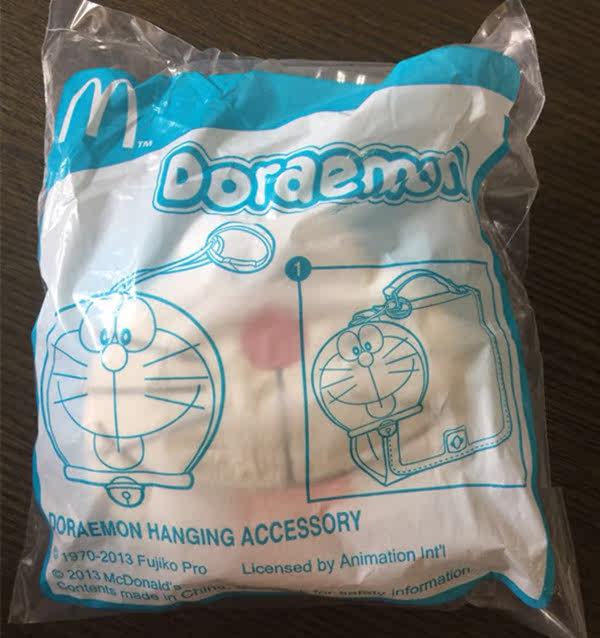 M TM
Doraemon
1
DORAEMON HANGING ACCESSORY
1970-2013 Fujiko Pro Licensed by Animation Int'l
© 2013 McDonald's
Contents made in China. for safety information